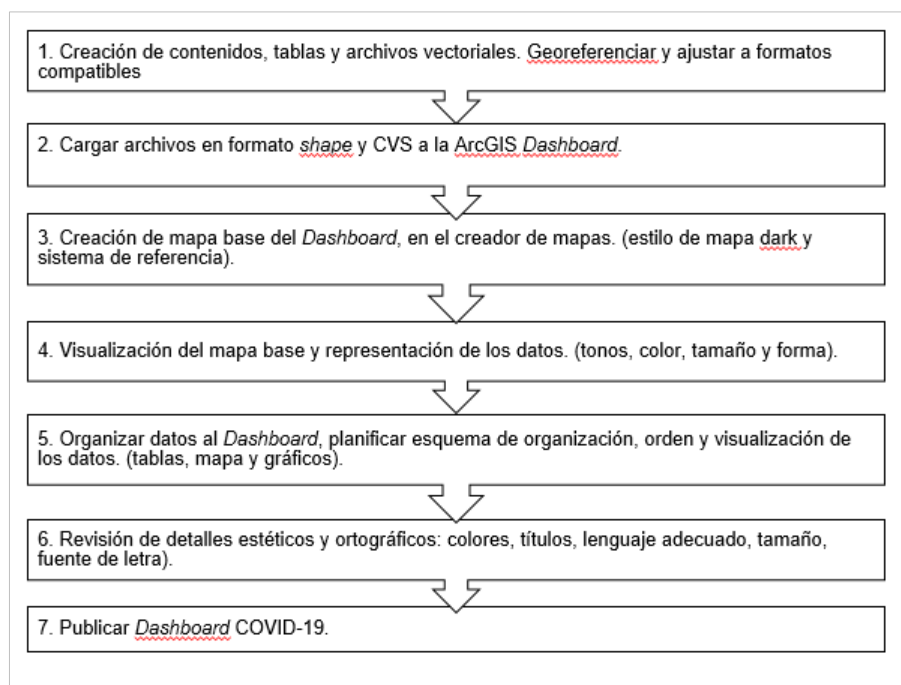 1. Creación de contenidos, tablas y archivos vectoriales. Georeferenciar y ajustar a formatos
compatibles
2. Cargar archivos en formato shape y CVS a la ArcGIS Dashboard.
3. Creación de mapa base del Dashboard, en el creador de mapas. (estilo de mapa dark y
sistema de referencia).
4. Visualización del mapa base y representación de los datos. (tonos, color, tamaño y forma).
5. Organizar datos al Dashboard, planificar esquema de organización, orden y visualización de
los datos. (tablas, mapa y gráficos).
6. Revisión de detalles estéticos y ortográficos: colores, títulos, lenguaje adecuado, tamaño,
fuente de letra).
7. Publicar Dashboard COVID-19.